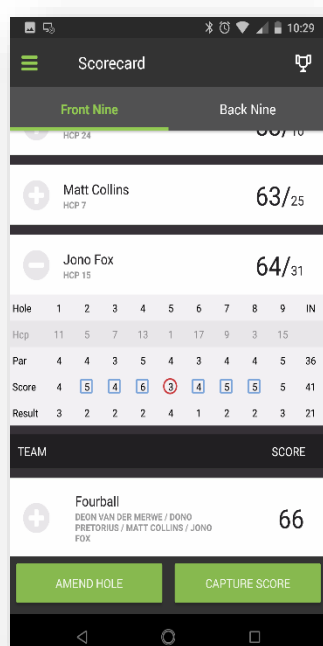 10:29
Scorecard
Front Nine Back Nine
HCP 24
Matt Collins
HCP 7
63/25
Jono Fox
HCP 15
64/31
Hole 1 2 3 4 5 6 7 8 9 IN
Hcp 11 5 7 13 1 17 9 3 15
Par 4 4 3 5 4 3 4 4 5 36
Score 4 5 4 6 3 4 5 5 5 41
Result 3 2 2 2 4 1 2 2 3 21
TEAM SCORE
Fourball
DEON VAN DER MERWE / DONO
PRETORIUS / MATT COLLINS / JONO
FOX
66
AMEND HOLE CAPTURE SCORE